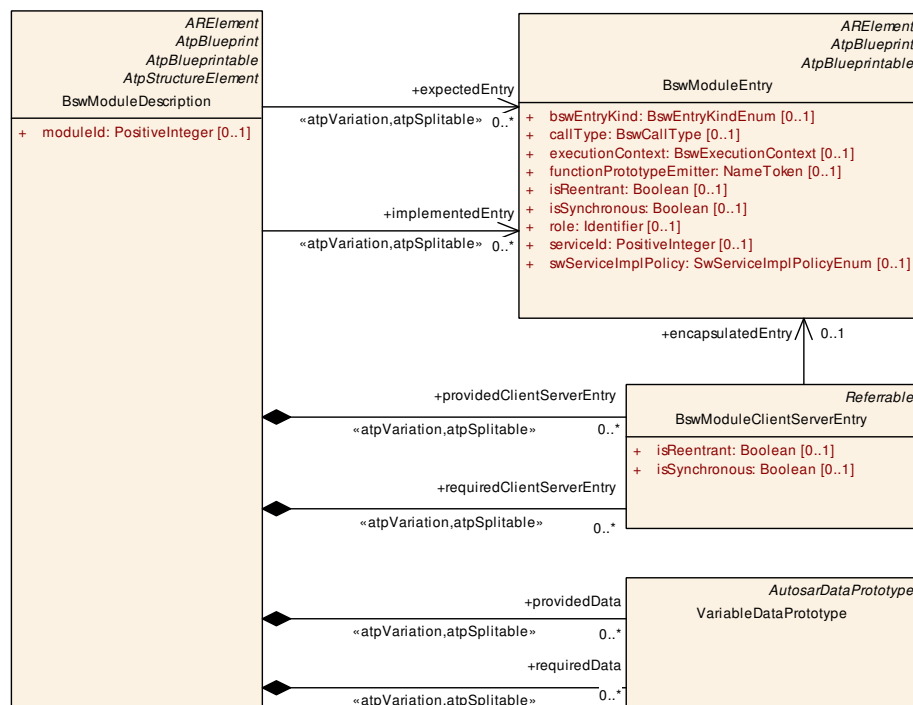 ARElement
AtpBlueprint
AtpBlueprintable
AtpStructureElement
BswModuleDescription
+ moduleId: PositiveInteger [0..1]
+expectedEntry
«atpVariation,atpSplitable» 0..*
+implementedEntry
«atpVariation,atpSplitable» 0..*
ARElement
AtpBlueprint
AtpBlueprintable
BswModuleEntry
+ bswEntryKind: BswEntryKindEnum [0..1]
+ callType: BswCallType [0..1]
+ executionContext: BswExecutionContext [0..1]
+ functionPrototypeEmitter: NameToken [0..1]
+ isReentrant: Boolean [0..1]
+ isSynchronous: Boolean [0..1]
+ role: Identifier [0..1]
+ serviceId: PositiveInteger [0..1]
+ swServiceImplPolicy: SwServiceImplPolicyEnum [0..1]
+encapsulatedEntry 0..1
+providedClientServerEntry
«atpVariation,atpSplitable» 0..*
+requiredClientServerEntry
«atpVariation,atpSplitable» 0..*
Referrable
BswModuleClientServerEntry
+ isReentrant: Boolean [0..1]
+ isSynchronous: Boolean [0..1]
+providedData
«atpVariation,atpSplitable» 0..*
+requiredData
«atpVariation,atpSplitable» 0..*
AutosarDataPrototype
VariableDataPrototype